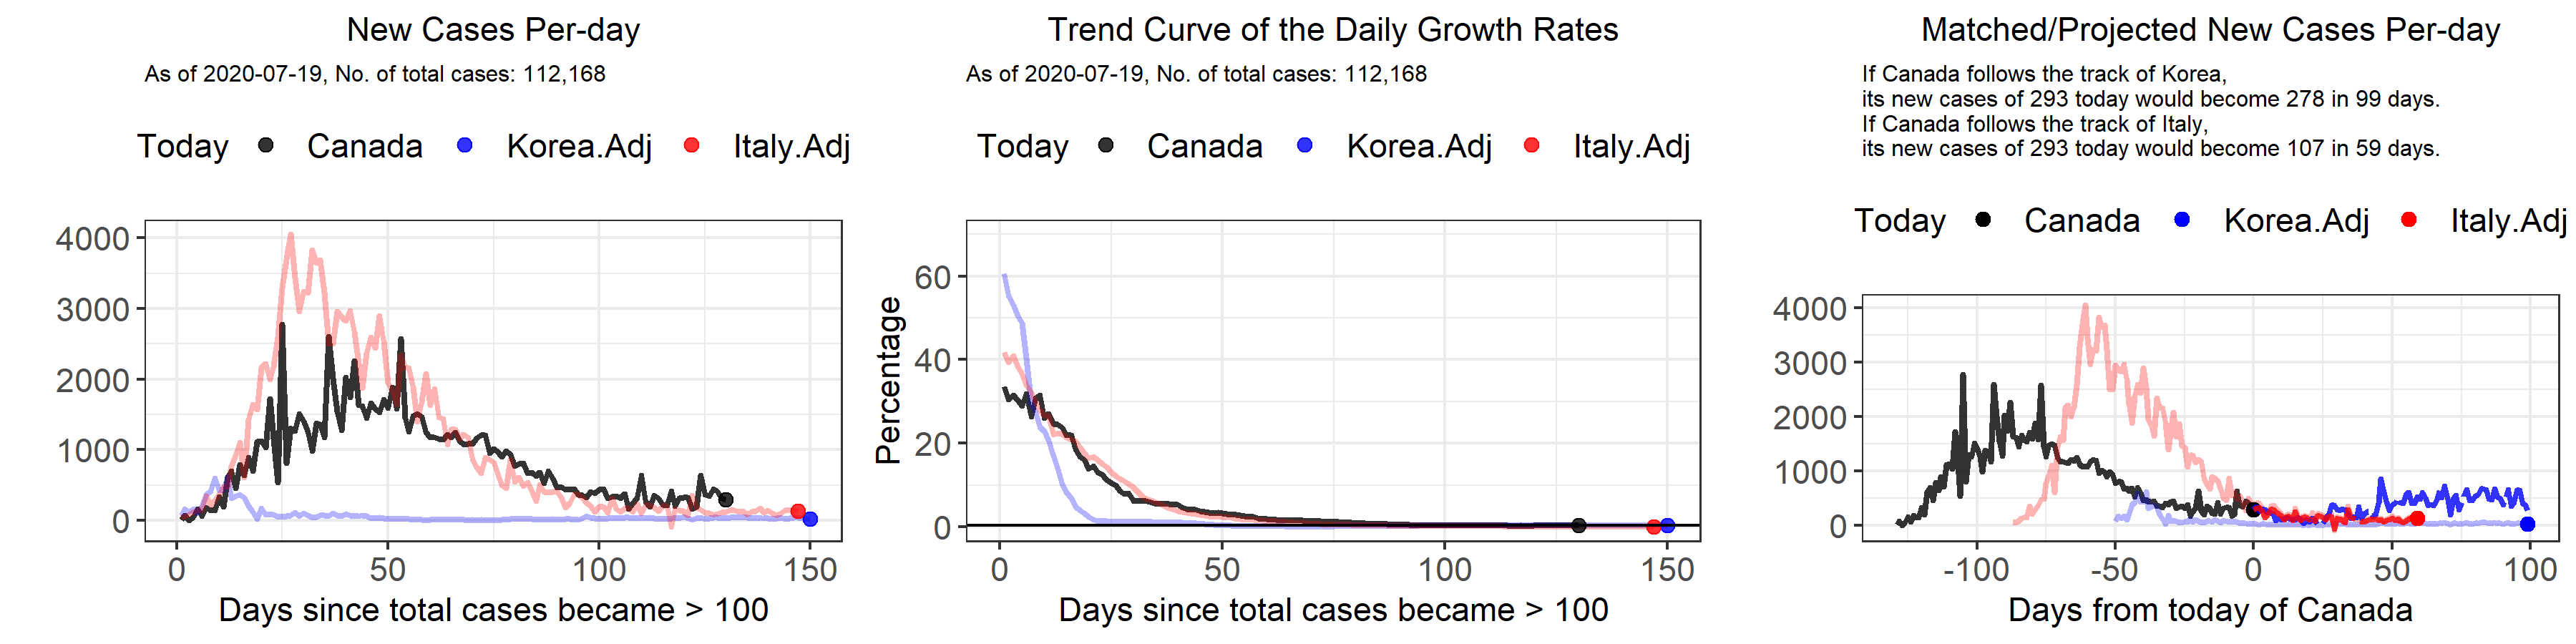 New Cases Per-day
As of 2020-07-19, No. of total cases: 112,168
Today Canada Korea.Adj Italy.Adj
4000
3000
2000
1000
0
0 50 100 150
Days since total cases became > 100
Trend Curve of the Daily Growth Rates
As of 2020-07-19, No. of total cases: 112,168
Today Canada Korea.Adj Italy.Adj
Percentage
60
40
20
0
0 50 100 150
Days since total cases became > 100
Matched/Projected New Cases Per-day
If Canada follows the track of Korea,
its new cases of 293 today would become 278 in 99 days.
If Canada follows the track of Italy,
its new cases of 293 today would become 107 in 59 days.
Today Canada Korea.Adj Italy.Adj
4000
3000
2000
1000
0
-100 -50 0 50 100
Days from today of Canada